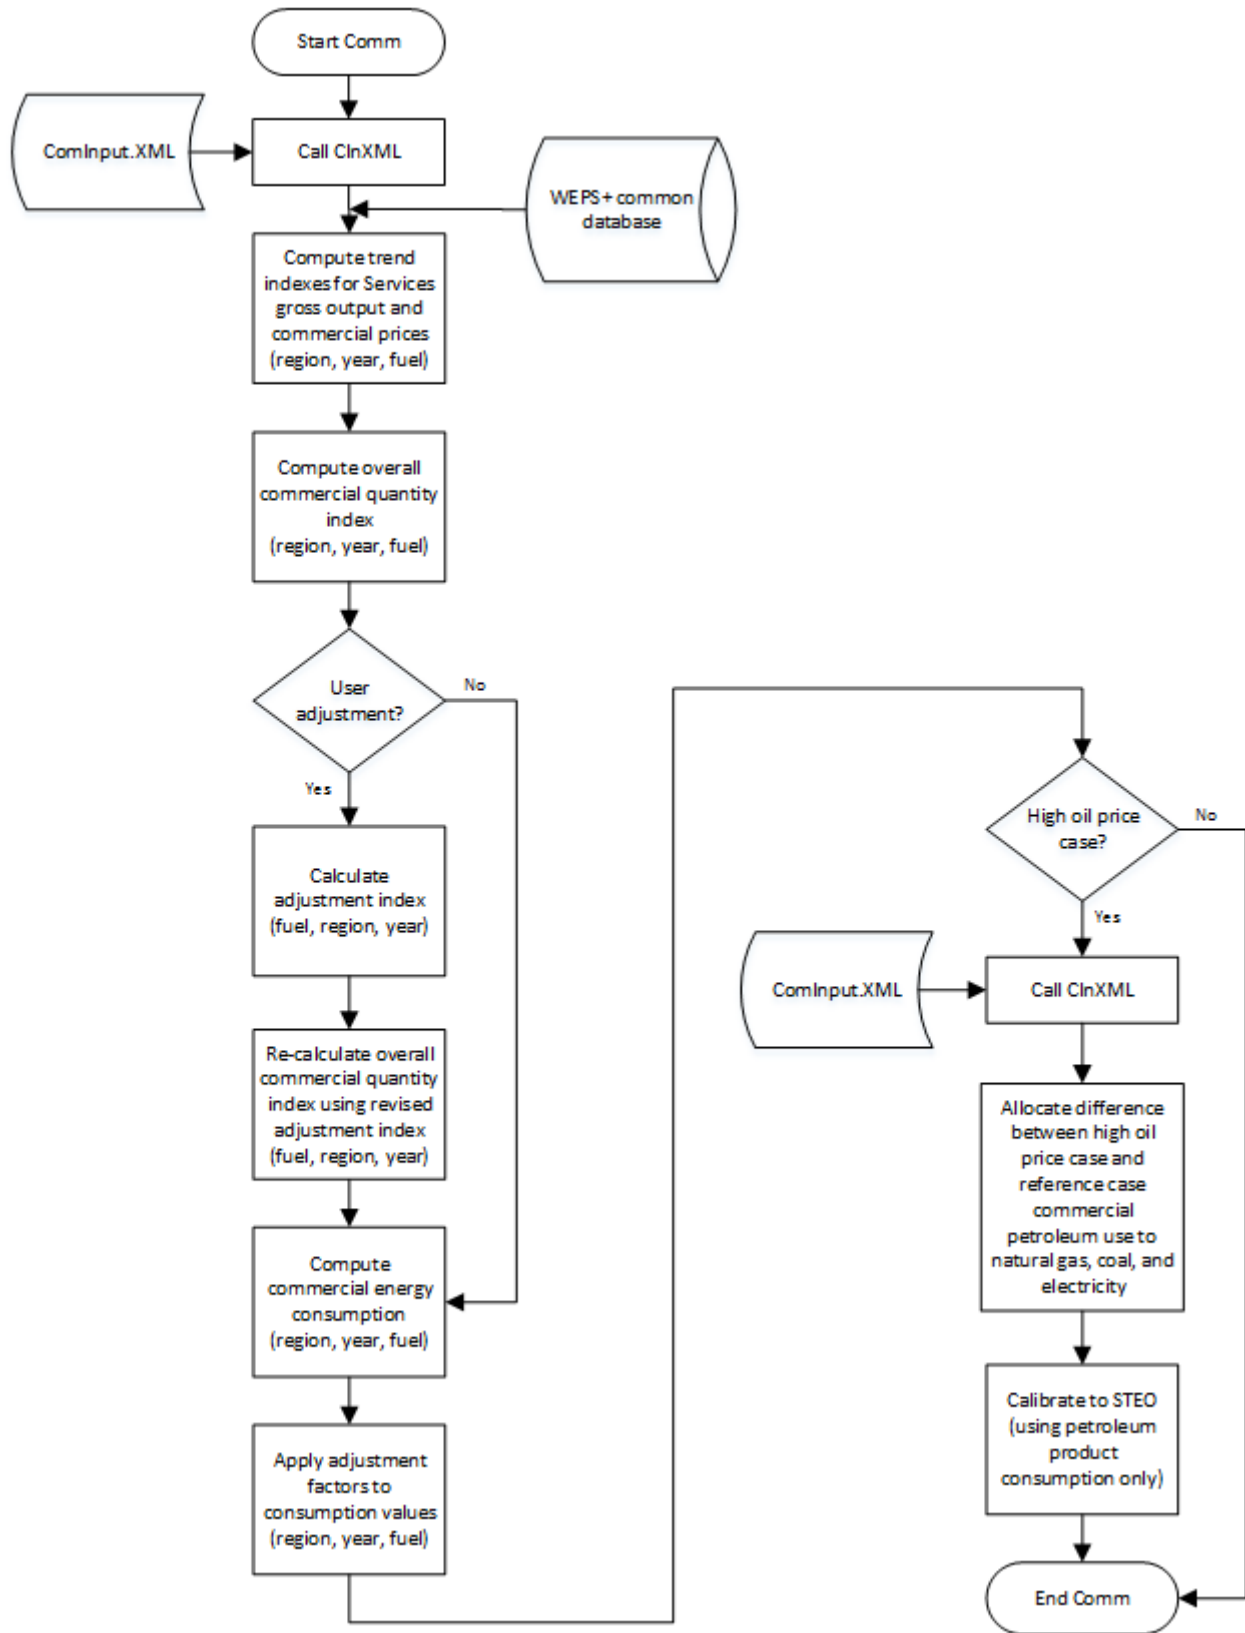 Start Comm
ComInput.XML
Call CInXML
WEPS+ common
database
Compute trend
indexes for Services
gross output and
commercial prices
(region, year, fuel)
Compute overall
commercial quantity
index
(region, year, fuel)
User
adjustment?
No
Yes
Calculate
adjustment index
(fuel, region, year)
Re-calculate overall
commercial quantity
index using revised
adjustment index
(fuel, region, year)
Compute
commercial energy
consumption
(region, year, fuel)
Apply adjustment
factors to
consumption values
(region, year, fuel)
High oil price
case?
No
Yes
ComInput.XML
Call CInXML
Allocate difference
between high oil
price case and
reference case
commercial
petroleum use to
natural gas, coal, and
electricity
Calibrate to STEO
(using petroleum
product
consumption only)
End Comm